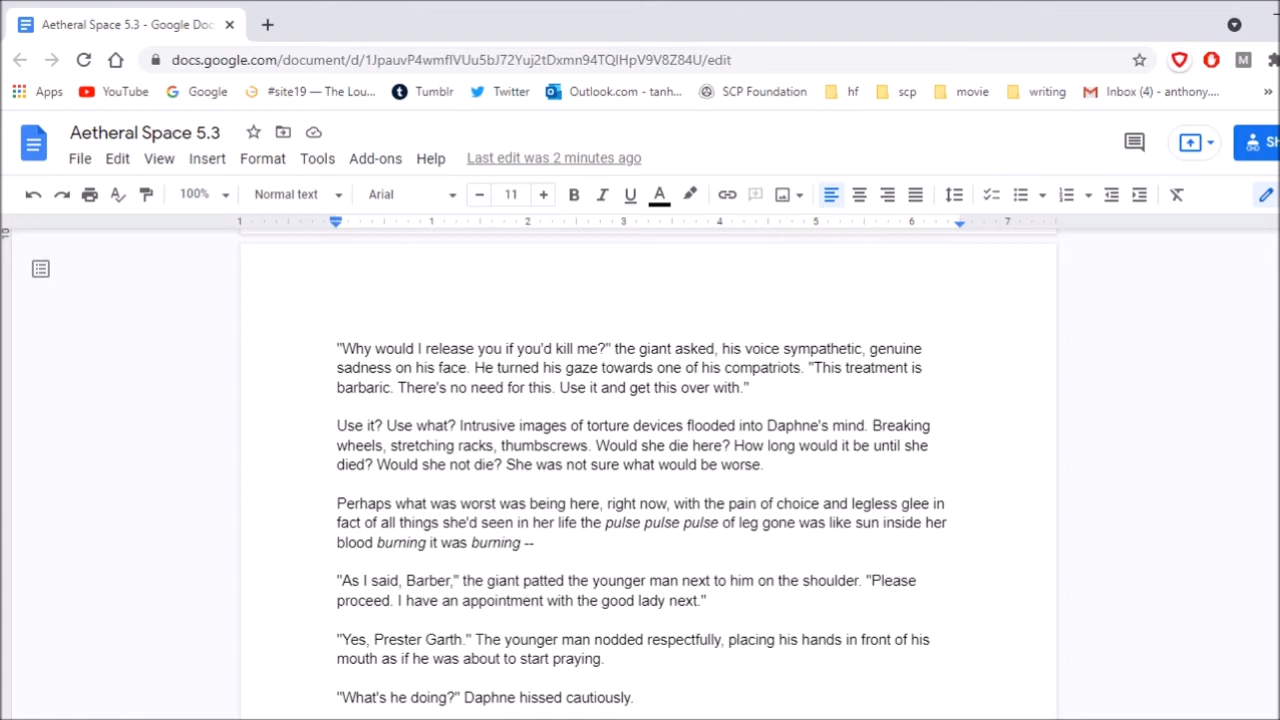 Aetheral Space 5.3 - Google Doc
docs.google.com/document/d/1JpauvP4wmflVUu5bJ72Yuj2tDxmn94TQlHpV9V8Z84U/edit
Apps YouTube Google #site19 — The Lou... Tumblr Twitter Outlook.com - tanh... SCP Foundation hf scp movie writing Inbox (4) - anthony.... »
Aetheral Space 5.3
Sh
File Edit View Insert Format Tools Add-ons Help Last edit was 2 minutes ago
100% Normal text Arial 11
1 1 2 3 4 5 6 7
10
"Why would I release you if you'd kill me?" the giant asked, his voice sympathetic, genuine
sadness on his face. He turned his gaze towards one of his compatriots. "This treatment is
barbaric. There's no need for this. Use it and get this over with."
Use it? Use what? Intrusive images of torture devices flooded into Daphne's mind. Breaking
wheels, stretching racks, thumbscrews. Would she die here? How long would it be until she
died? Would she not die? She was not sure what would be worse.
Perhaps what was worst was being here, right now, with the pain of choice and legless glee in
fact of all things she'd seen in her life the pulse pulse pulse of leg gone was like sun inside her
blood burning it was burning --
"As I said, Barber," the giant patted the younger man next to him on the shoulder. "Please
proceed. I have an appointment with the good lady next."
"Yes, Prester Garth." The younger man nodded respectfully, placing his hands in front of his
mouth as if he was about to start praying.
"What's he doing?" Daphne hissed cautiously.